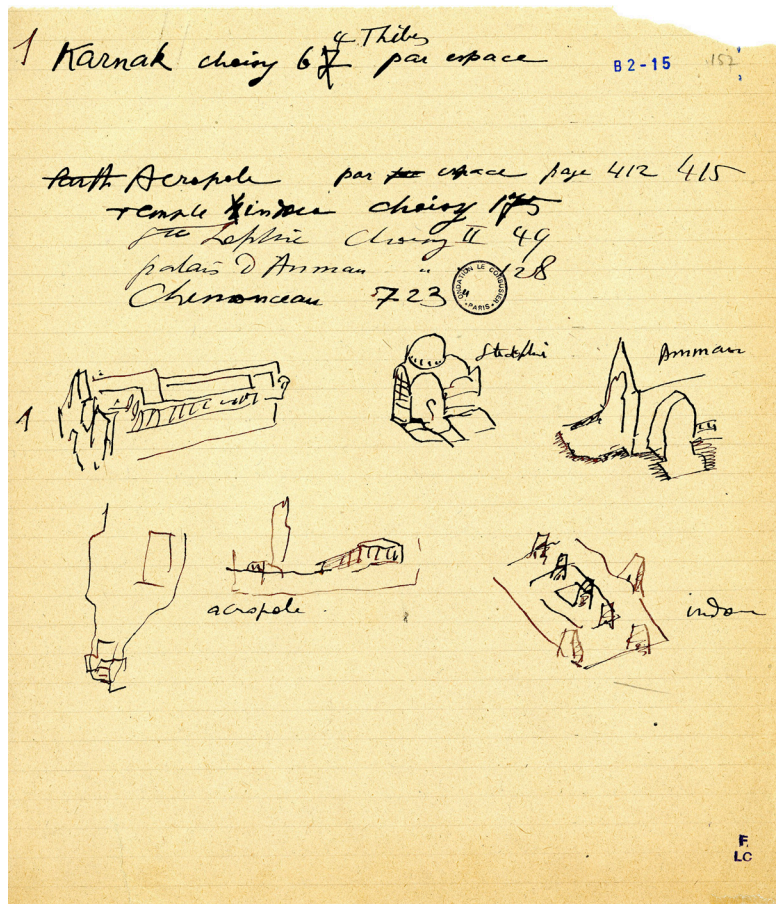 & Thèbes
1 Karnak choisy 67 par espace
B2-15 152
Acropole par espace page 412 415
temple hindou choisy 175
Ste Sophie Choisy II 49
palais d'Amman " " 128
Chenonceau 723
FONDATION LE CORBUSIER
PARIS
Ste Sophie
Amman
1
acropole.
indou
F.
LC